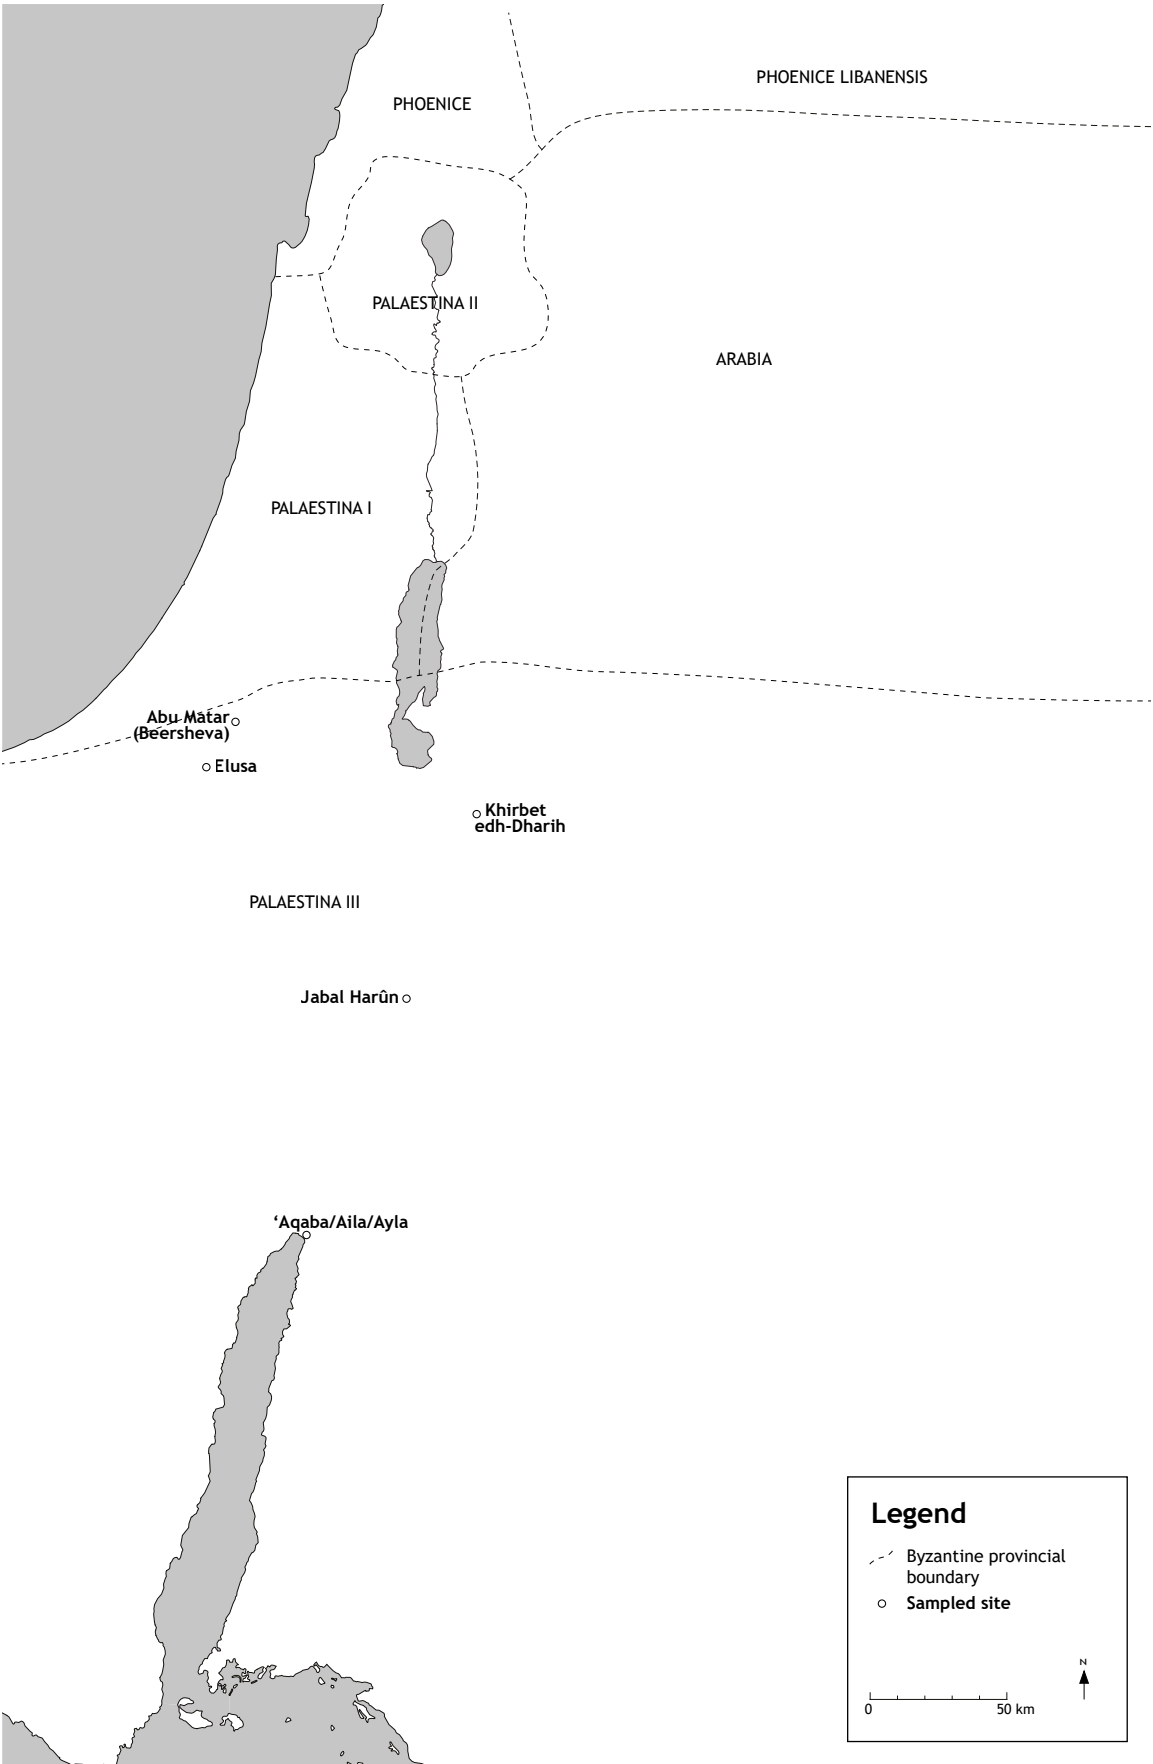 PHOENICE LIBANENSIS
PHOENICE
PALAESTINA II
ARABIA
PALAESTINA I
Abu Matar
(Beersheva)
Elusa
Khirbet
edh-Dharih
PALAESTINA III
Jabal Harûn
‘Aqaba/Aila/Ayla
Legend
Byzantine provincial
boundary
Sampled site
N
0 50 km